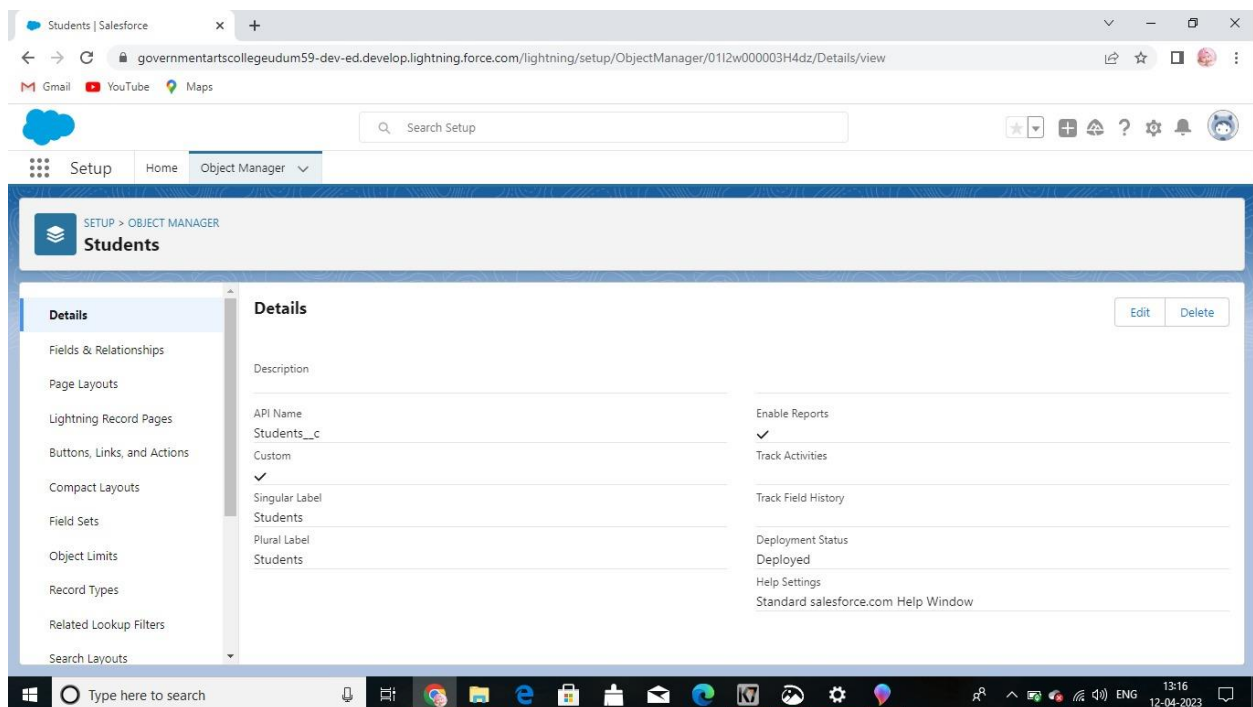 Students | Salesforce
governmentartscollegeudum59-dev-ed.develop.lightning.force.com/lightning/setup/ObjectManager/01I2w000003H4dz/Details/view
Gmail YouTube Maps
Search Setup
Setup Home Object Manager
SETUP > OBJECT MANAGER
Students
Details
Fields & Relationships
Page Layouts
Lightning Record Pages
Buttons, Links, and Actions
Compact Layouts
Field Sets
Object Limits
Record Types
Related Lookup Filters
Search Layouts
Details
Edit Delete
Description
API Name
Students__c
Custom
Singular Label
Students
Plural Label
Students
Enable Reports
Track Activities
Track Field History
Deployment Status
Deployed
Help Settings
Standard salesforce.com Help Window
Type here to search
ENG
13:16
12-04-2023